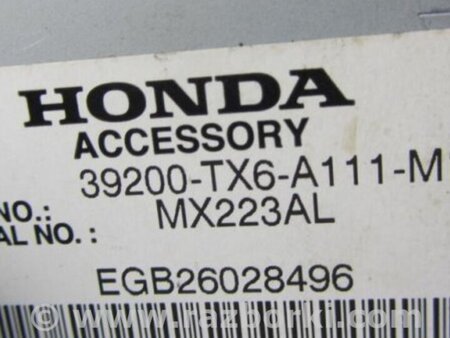 HONDA
ACCESSORY
39200-TX6-A111-M
NO.: MX223AL
AL NO. :
EGB26028496
www.razborki.com